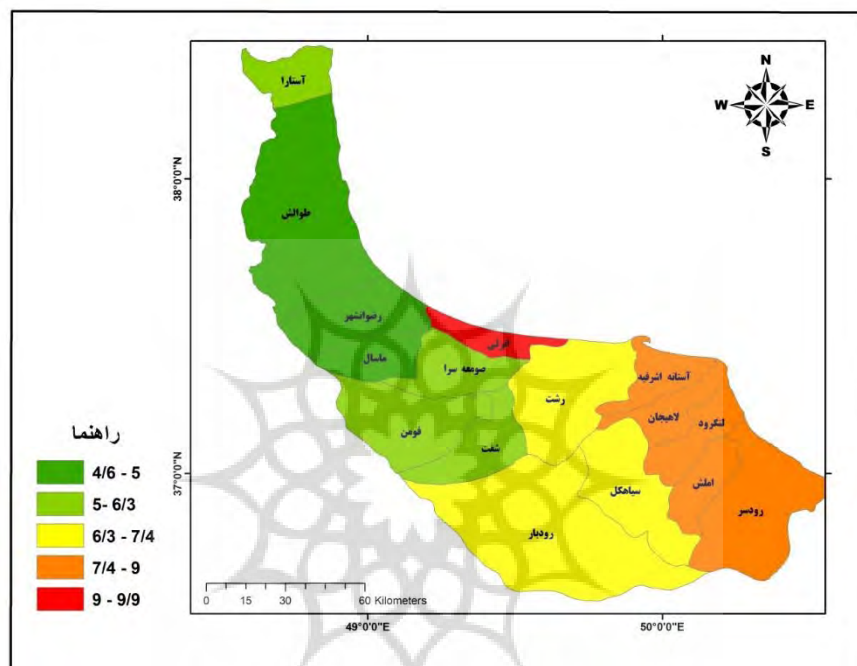 N
W E
S
38°0'0"N
37°0'0"N
آستارا
طوالش
رضوانشهر
ماسال
انزلی
صومعه سرا
رشت
آستانه اشرفیه
لاهیجان
لنگرود
فومن
شفت
املش
سیاهکل
رودسر
رودبار
راهنما
4/6 - 5
5- 6/3
6/3 - 7/4
7/4 - 9
9 - 9/9
0 15 30 60 Kilometers
49°0'0"E 50°0'0"E